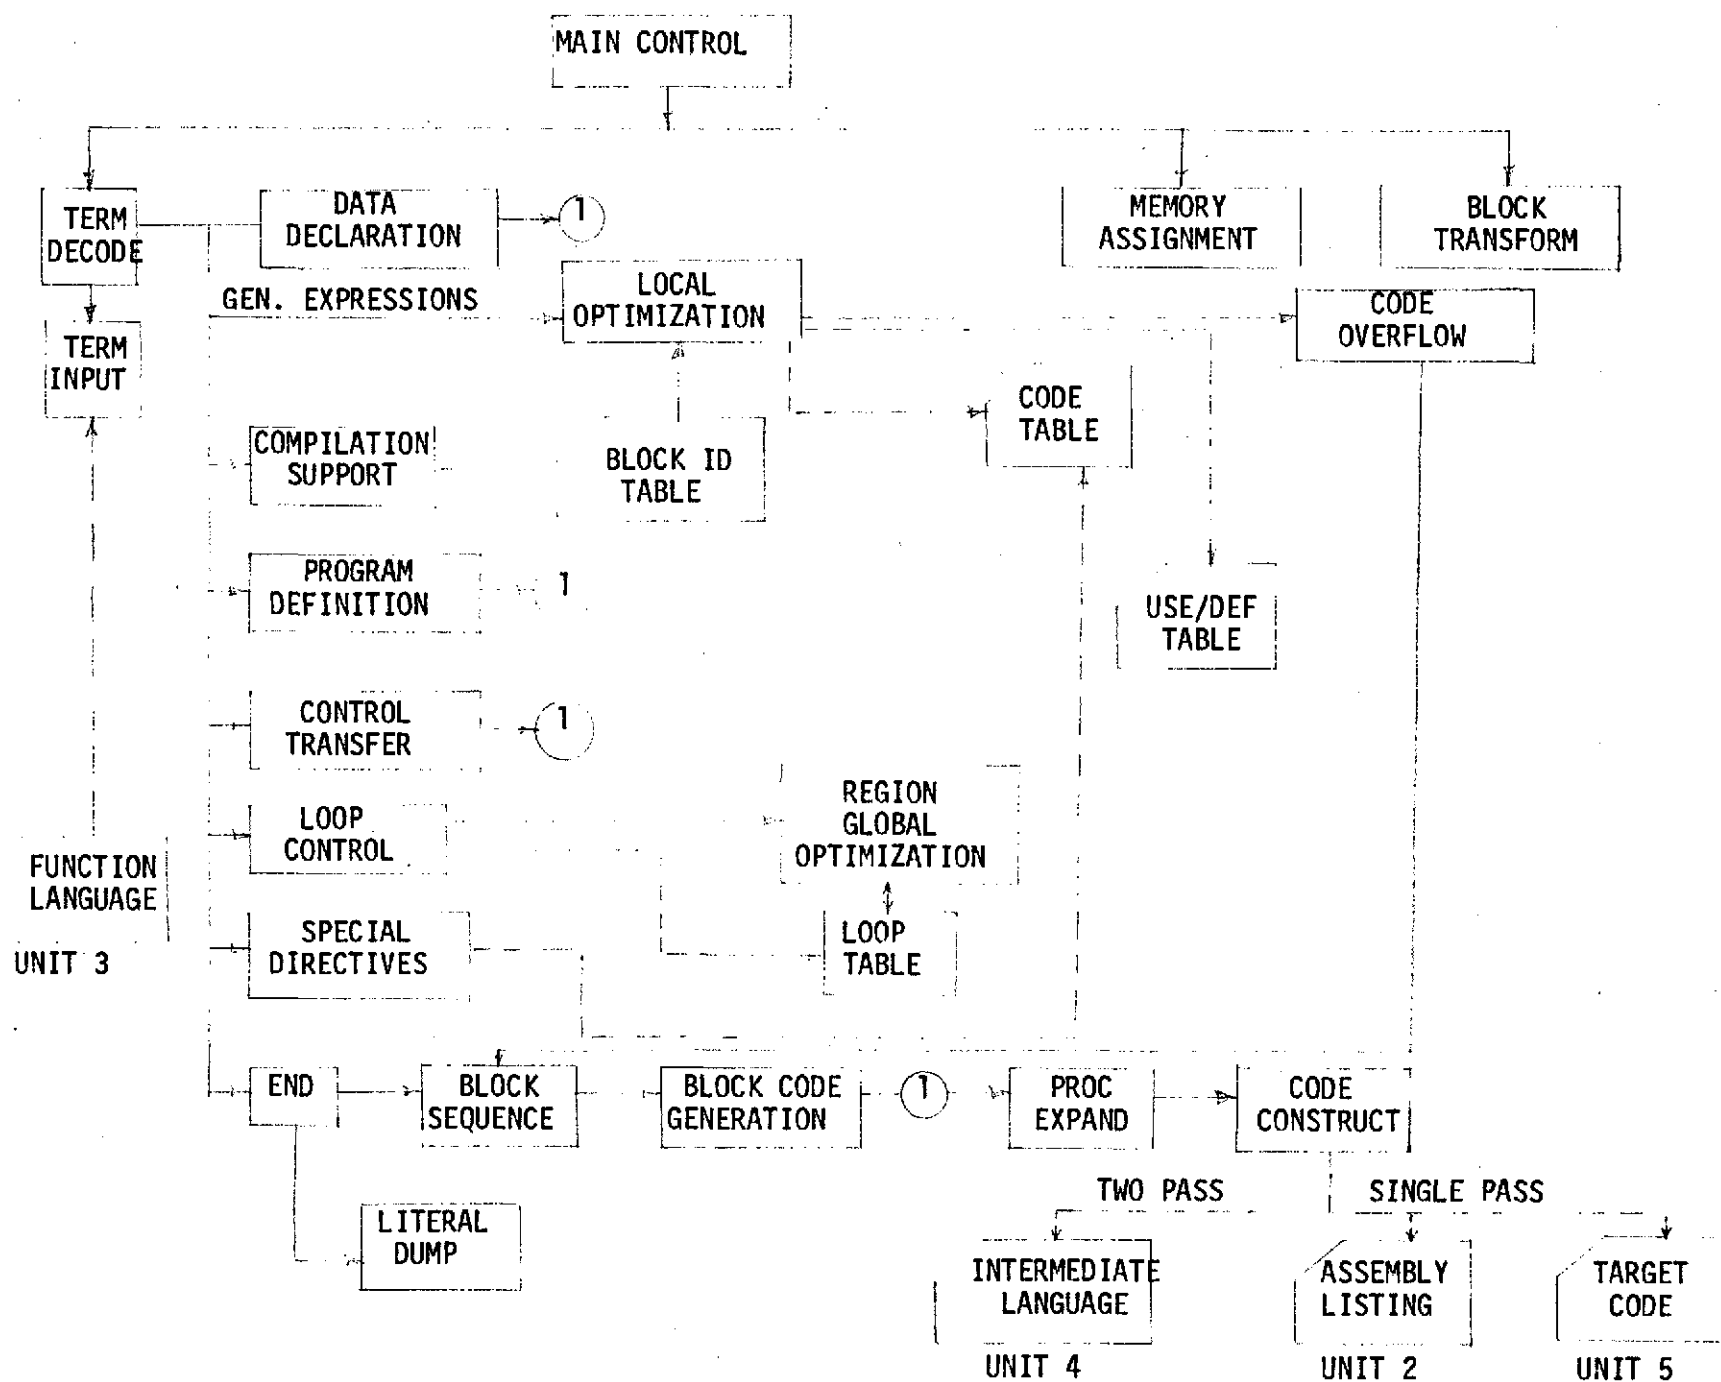 MAIN CONTROL
TERM
DECODE
DATA
DECLARATION
1
MEMORY
ASSIGNMENT
BLOCK
TRANSFORM
GEN. EXPRESSIONS
LOCAL
OPTIMIZATION
CODE
OVERFLOW
TERM
INPUT
CODE
TABLE
COMPILATION
SUPPORT
BLOCK ID
TABLE
PROGRAM
DEFINITION
1
USE/DEF
TABLE
CONTROL
TRANSFER
1
LOOP
CONTROL
REGION
GLOBAL
OPTIMIZATION
FUNCTION
LANGUAGE
UNIT 3
SPECIAL
DIRECTIVES
LOOP
TABLE
END
BLOCK
SEQUENCE
BLOCK CODE
GENERATION
1
PROC
EXPAND
CODE
CONSTRUCT
TWO PASS
SINGLE PASS
LITERAL
DUMP
INTERMEDIATE
LANGUAGE
UNIT 4
ASSEMBLY
LISTING
UNIT 2
TARGET
CODE
UNIT 5